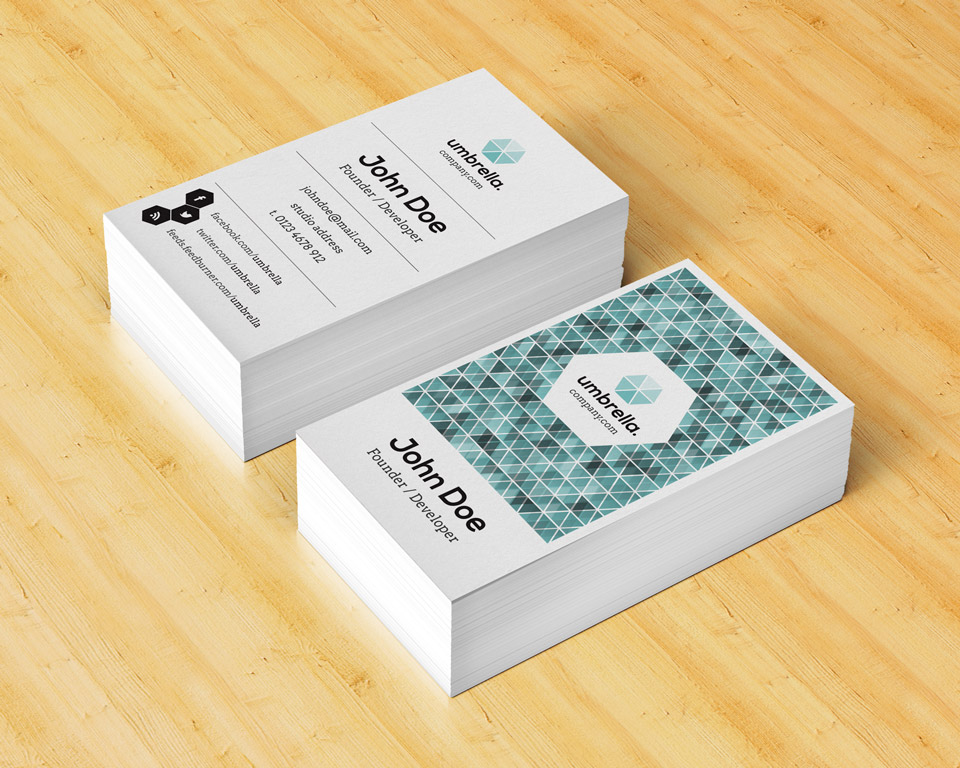 umbrella.
company.com
John Doe
Founder / Developer
johndoe@mail.com
studio address
t. 0123 4678 912
facebook.com/umbrella
twitter.com/umbrella
feeds.feedburner.com/umbrella
umbrella.
company.com
John Doe
Founder / Developer